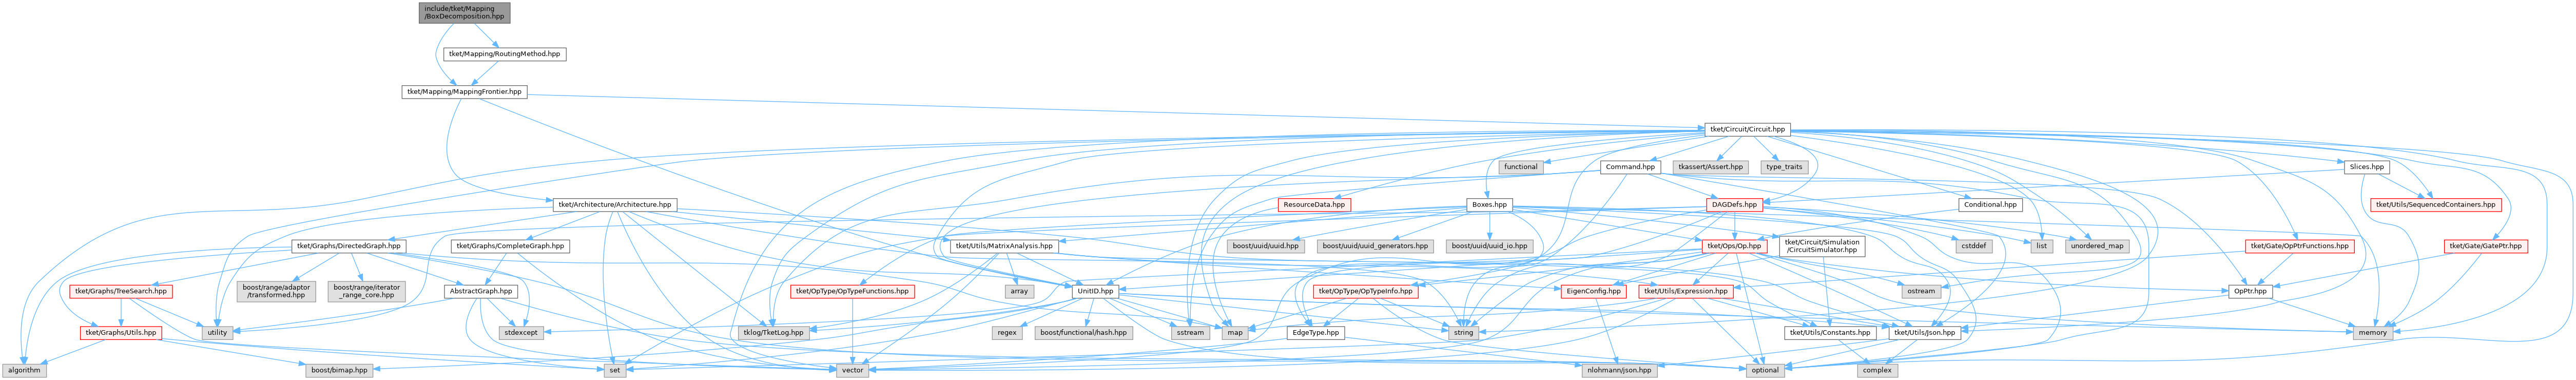 include/tket/Mapping
/BoxDecomposition.hpp
tket/Mapping/RoutingMethod.hpp
tket/Mapping/MappingFrontier.hpp
tket/Circuit/Circuit.hpp
functional
Command.hpp
tkassert/Assert.hpp
type_traits
Slices.hpp
tket/Architecture/Architecture.hpp
ResourceData.hpp
Boxes.hpp
DAGDefs.hpp
Conditional.hpp
tket/Utils/SequencedContainers.hpp
tket/Graphs/DirectedGraph.hpp
tket/Graphs/CompleteGraph.hpp
tket/Utils/MatrixAnalysis.hpp
boost/uuid/uuid.hpp
boost/uuid/uuid_generators.hpp
boost/uuid/uuid_io.hpp
tket/Ops/Op.hpp
tket/Circuit/Simulation
/CircuitSimulator.hpp
cstddef
list
unordered_map
tket/Gate/OpPtrFunctions.hpp
tket/Gate/GatePtr.hpp
tket/Graphs/TreeSearch.hpp
boost/range/adaptor
/transformed.hpp
boost/range/iterator
_range_core.hpp
AbstractGraph.hpp
tket/OpType/OpTypeFunctions.hpp
array
UnitID.hpp
tket/OpType/OpTypeInfo.hpp
EigenConfig.hpp
tket/Utils/Expression.hpp
ostream
OpPtr.hpp
tket/Graphs/Utils.hpp
utility
stdexcept
tklog/TketLog.hpp
regex
boost/functional/hash.hpp
sstream
map
string
EdgeType.hpp
tket/Utils/Constants.hpp
tket/Utils/Json.hpp
memory
algorithm
boost/bimap.hpp
set
vector
nlohmann/json.hpp
optional
complex